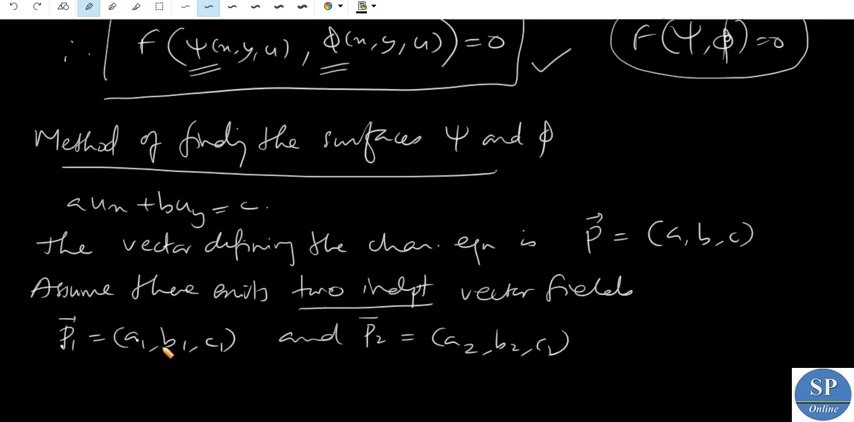 ∴ F(ψ(x,y,u), ϕ(x,y,u))=0 ✓ F(ψ,ϕ)=0
Method of finding the surfaces ψ and ϕ
aux+buy=c.
The vector defining the char. eqn is P⃗ = (a,b,c)
Assume there exists two indpt vector fields
P⃗1 = (a1,b1,c1) and P⃗2 = (a2,b2,c2)
SP
Online